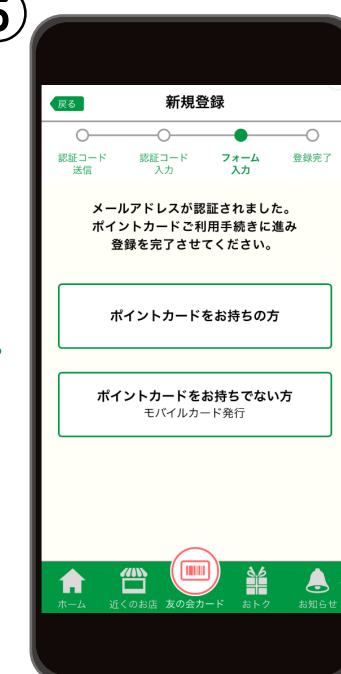 戻る
新規登録
認証コード
送信
認証コード
入力
フォーム
入力
登録完了
メールアドレスが認証されました。
ポイントカードご利用手続きに進み
登録を完了させてください。
ポイントカードをお持ちの方
ポイントカードをお持ちでない方
モバイルカード発行
ホーム
近くのお店
友の会カード
おトク
お知らせ